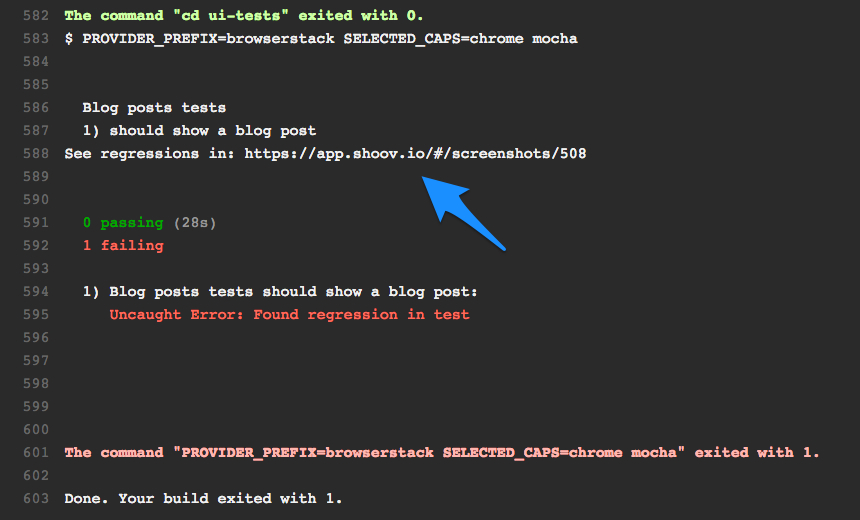 582 The command "cd ui-tests" exited with 0.
583 $ PROVIDER_PREFIX=browserstack SELECTED_CAPS=chrome mocha
584
585
586 Blog posts tests
587 1) should show a blog post
588 See regressions in: https://app.shoov.io/#/screenshots/508
589
590
591 0 passing (28s)
592 1 failing
593
594 1) Blog posts tests should show a blog post:
595 Uncaught Error: Found regression in test
596
597
598
599
600
601 The command "PROVIDER_PREFIX=browserstack SELECTED_CAPS=chrome mocha" exited with 1.
602
603 Done. Your build exited with 1.